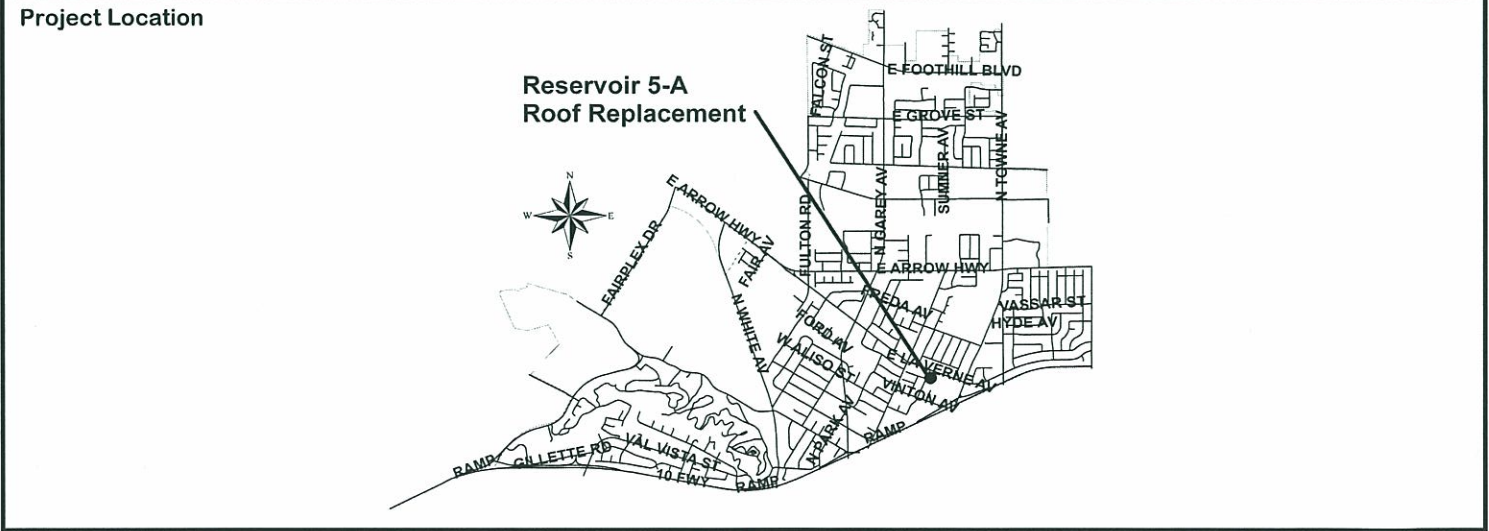 Project Location
Reservoir 5-A
Roof Replacement
FALCON ST
E FOOTHILL BLVD
E GROVE ST
SUMNER AV
N TOWNE AV
N GAREY AV
FULTON RD
N
W
E
S
E ARROW HWY
FAIRPLEX DR
FAIR AV
E ARROW HWY
N WHITE AV
FREDA AV
VASSAR ST
HYDE AV
FORD AV
W ALISO ST
E LA VERNE AV
VINTON AV
N PARK AV
RAMP
VAL VISTA ST
GILLETTE RD
RAMP
10 FWY
RAMP